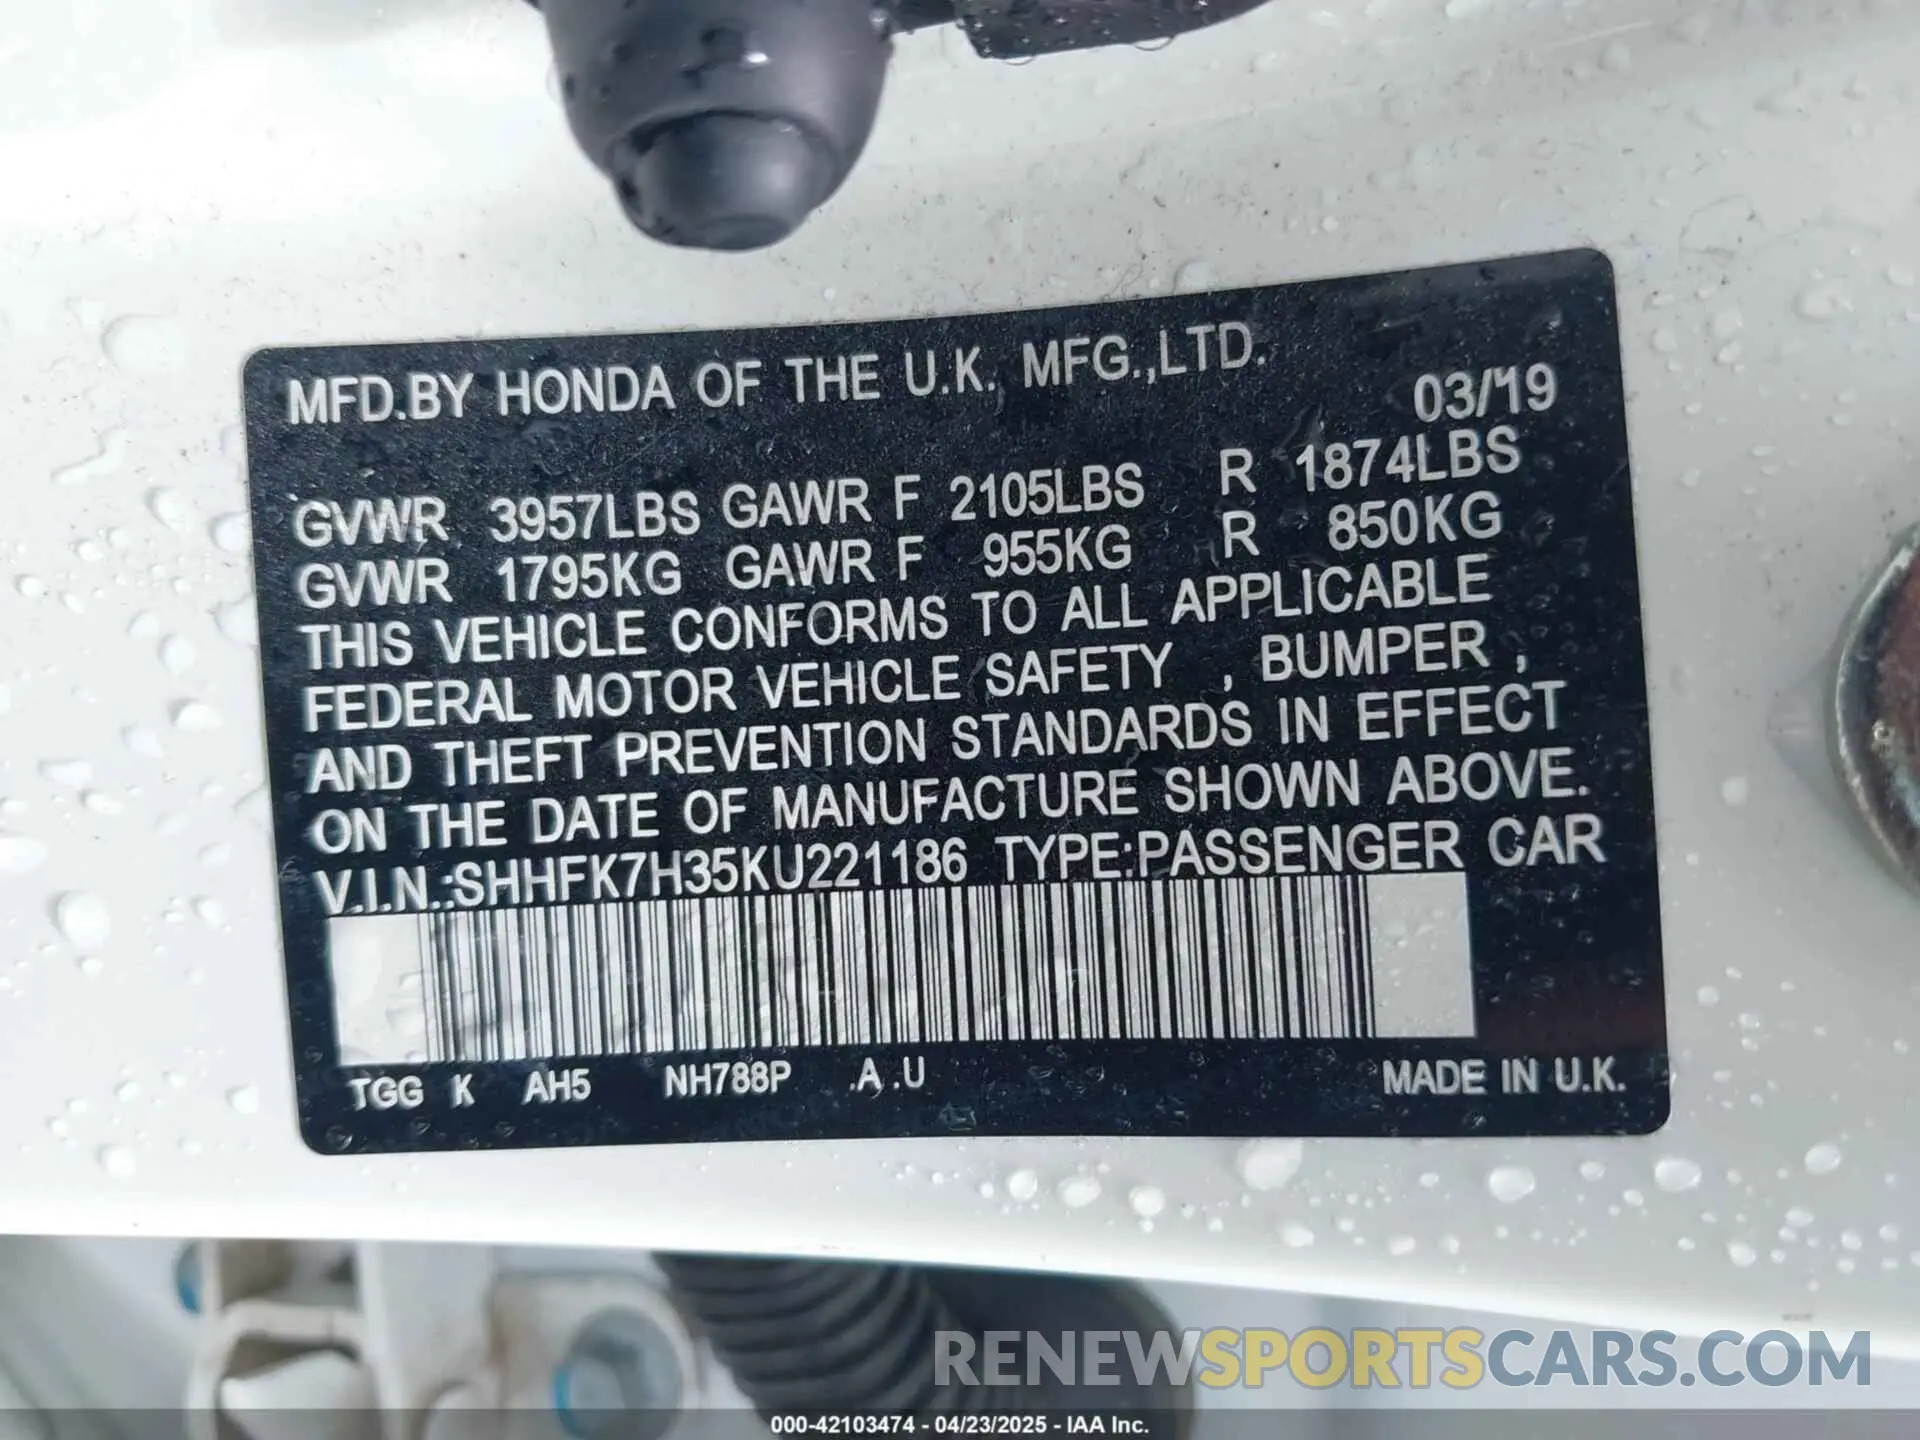 MFD.BY HONDA OF THE U.K. MFG.,LTD.
03/19
GVWR 3957LBS GAWR F 2105LBS R 1874LBS
GVWR 1795KG GAWR F 955KG R 850KG
THIS VEHICLE CONFORMS TO ALL APPLICABLE
FEDERAL MOTOR VEHICLE SAFETY , BUMPER ,
AND THEFT PREVENTION STANDARDS IN EFFECT
ON THE DATE OF MANUFACTURE SHOWN ABOVE.
V.I.N.:SHHFK7H35KU221186 TYPE:PASSENGER CAR
TGG K AH5 NH788P .A .U MADE IN U.K.
RENEWSPORTSCARS.COM
000-42103474 - 04/23/2025 - IAA Inc.